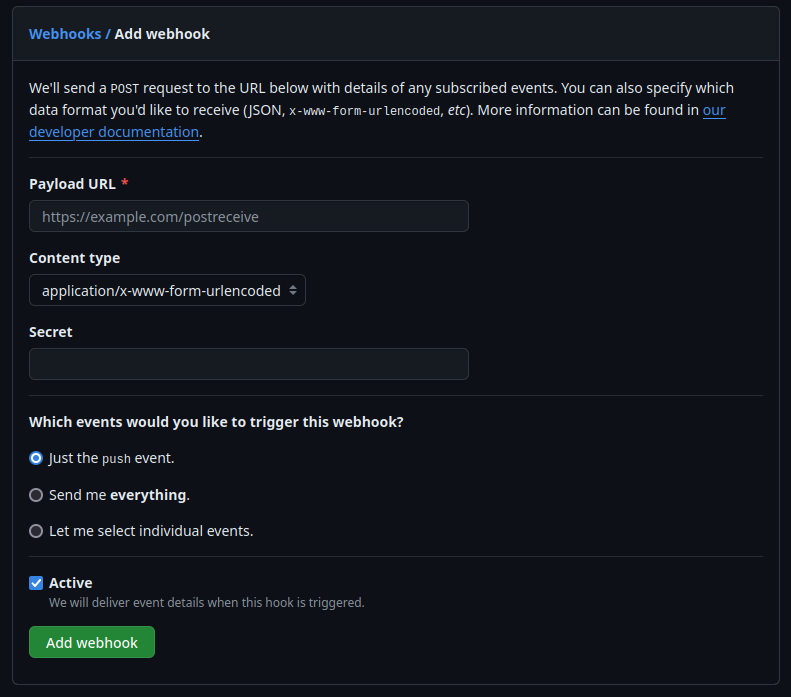 Webhooks / Add webhook
We'll send a POST request to the URL below with details of any subscribed events. You can also specify which
data format you'd like to receive (JSON, x-www-form-urlencoded, etc). More information can be found in our
developer documentation.
Payload URL *
https://example.com/postreceive
Content type
application/x-www-form-urlencoded
Secret
Which events would you like to trigger this webhook?
Just the push event.
Send me everything.
Let me select individual events.
Active
We will deliver event details when this hook is triggered.
Add webhook